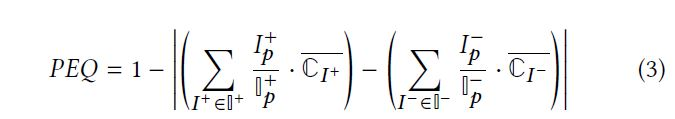 PEQ = 1 − |(∑_{I⁺∈𝕀⁺} I_p⁺/𝕀_p⁺ · \overline{ℂ_{I⁺}}) − (∑_{I⁻∈𝕀⁻} I_p⁻/𝕀_p⁻ · \overline{ℂ_{I⁻}})| (3)